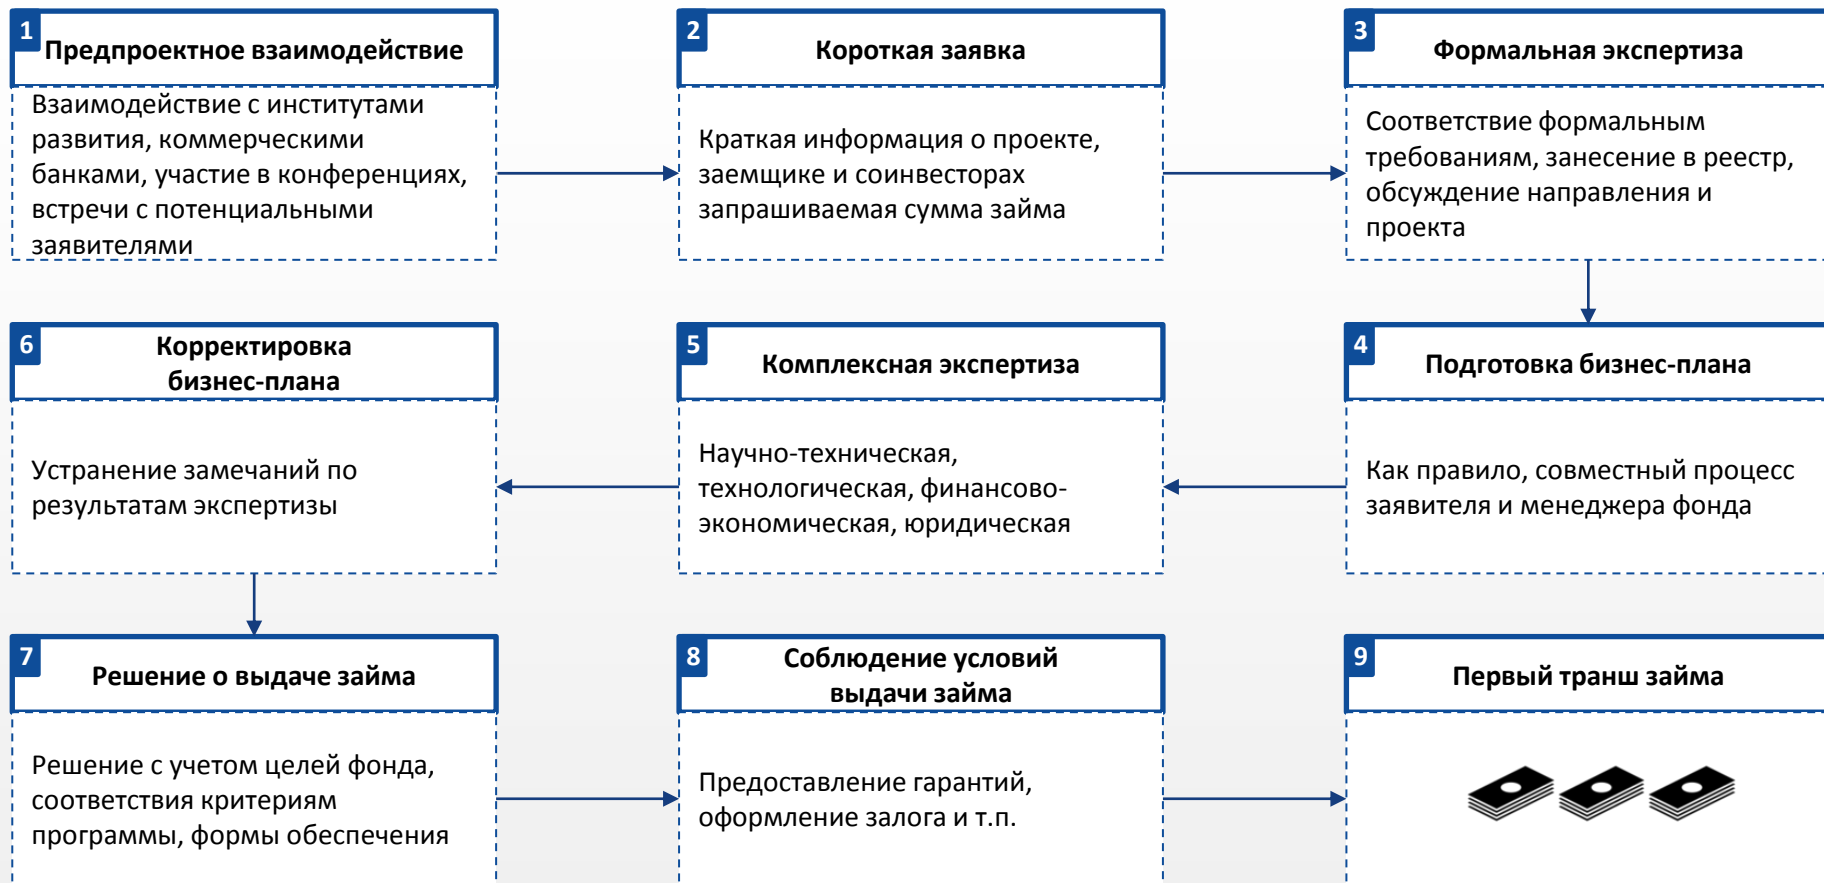 1
Предпроектное взаимодействие
Взаимодействие с институтами
развития, коммерческими
банками, участие в конференциях,
встречи с потенциальными
заявителями
2
Короткая заявка
Краткая информация о проекте,
заемщике и соинвесторах
запрашиваемая сумма займа
3
Формальная экспертиза
Соответствие формальным
требованиям, занесение в реестр,
обсуждение направления и
проекта
4
Подготовка бизнес-плана
Как правило, совместный процесс
заявителя и менеджера фонда
5
Комплексная экспертиза
Научно-техническая,
технологическая, финансово-
экономическая, юридическая
6
Корректировка
бизнес-плана
Устранение замечаний по
результатам экспертизы
7
Решение о выдаче займа
Решение с учетом целей фонда,
соответствия критериям
программы, формы обеспечения
8
Соблюдение условий
выдачи займа
Предоставление гарантий,
оформление залога и т.п.
9
Первый транш займа